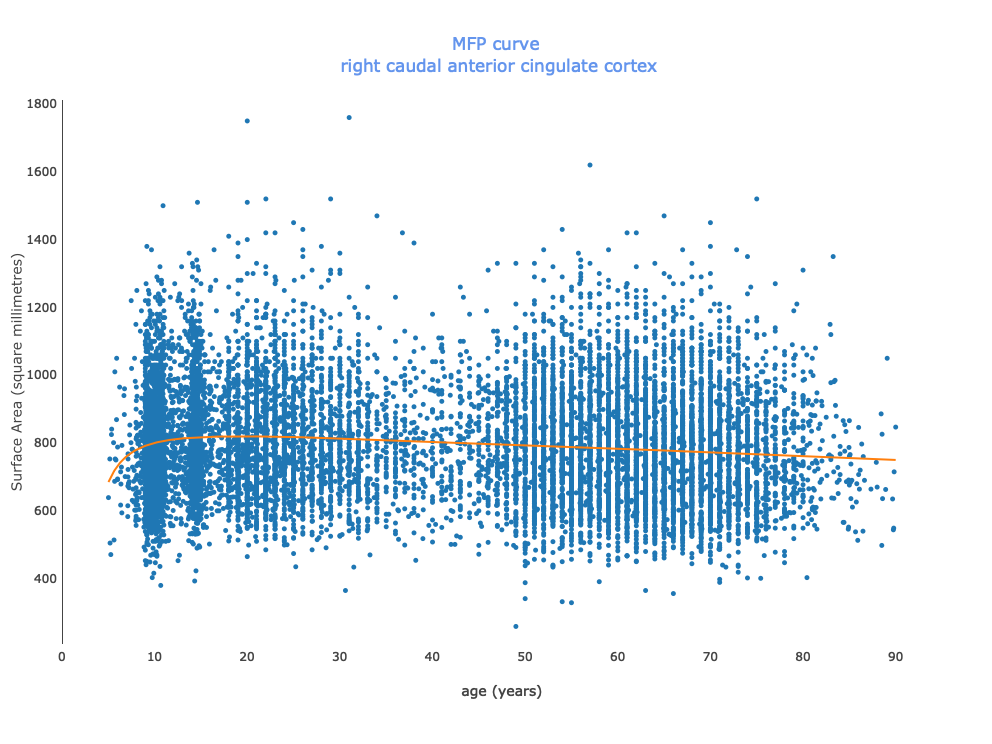 MFP curve
right caudal anterior cingulate cortex
Surface Area (square millimetres)
1800
1600
1400
1200
1000
800
600
400
0 10 20 30 40 50 60 70 80 90
age (years)